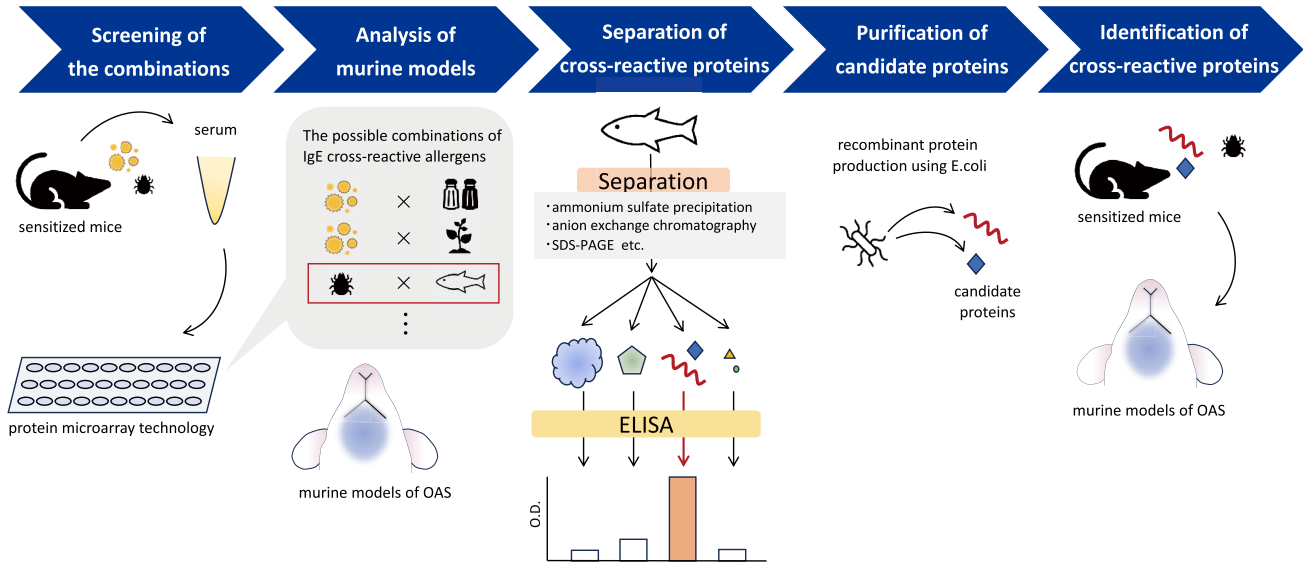 Screening of
the combinations
Analysis of
murine models
Separation of
cross-reactive proteins
Purification of
candidate proteins
Identification of
cross-reactive proteins
serum
sensitized mice
protein microarray technology
The possible combinations of
IgE cross-reactive allergens
×
×
×
murine models of OAS
Separation
・ammonium sulfate precipitation
・anion exchange chromatography
・SDS-PAGE etc.
ELISA
O.D.
recombinant protein
production using E.coli
candidate
proteins
sensitized mice
murine models of OAS